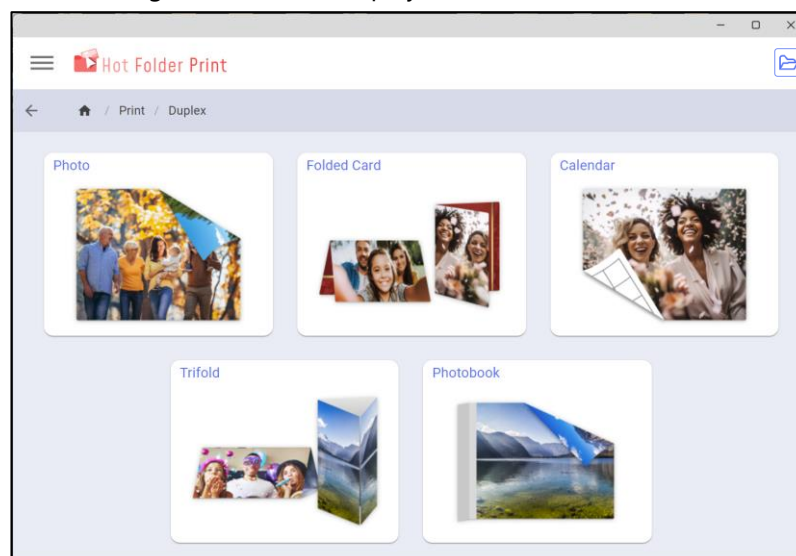 Hot Folder Print
/ Print / Duplex
Photo
Folded Card
Calendar
Trifold
Photobook